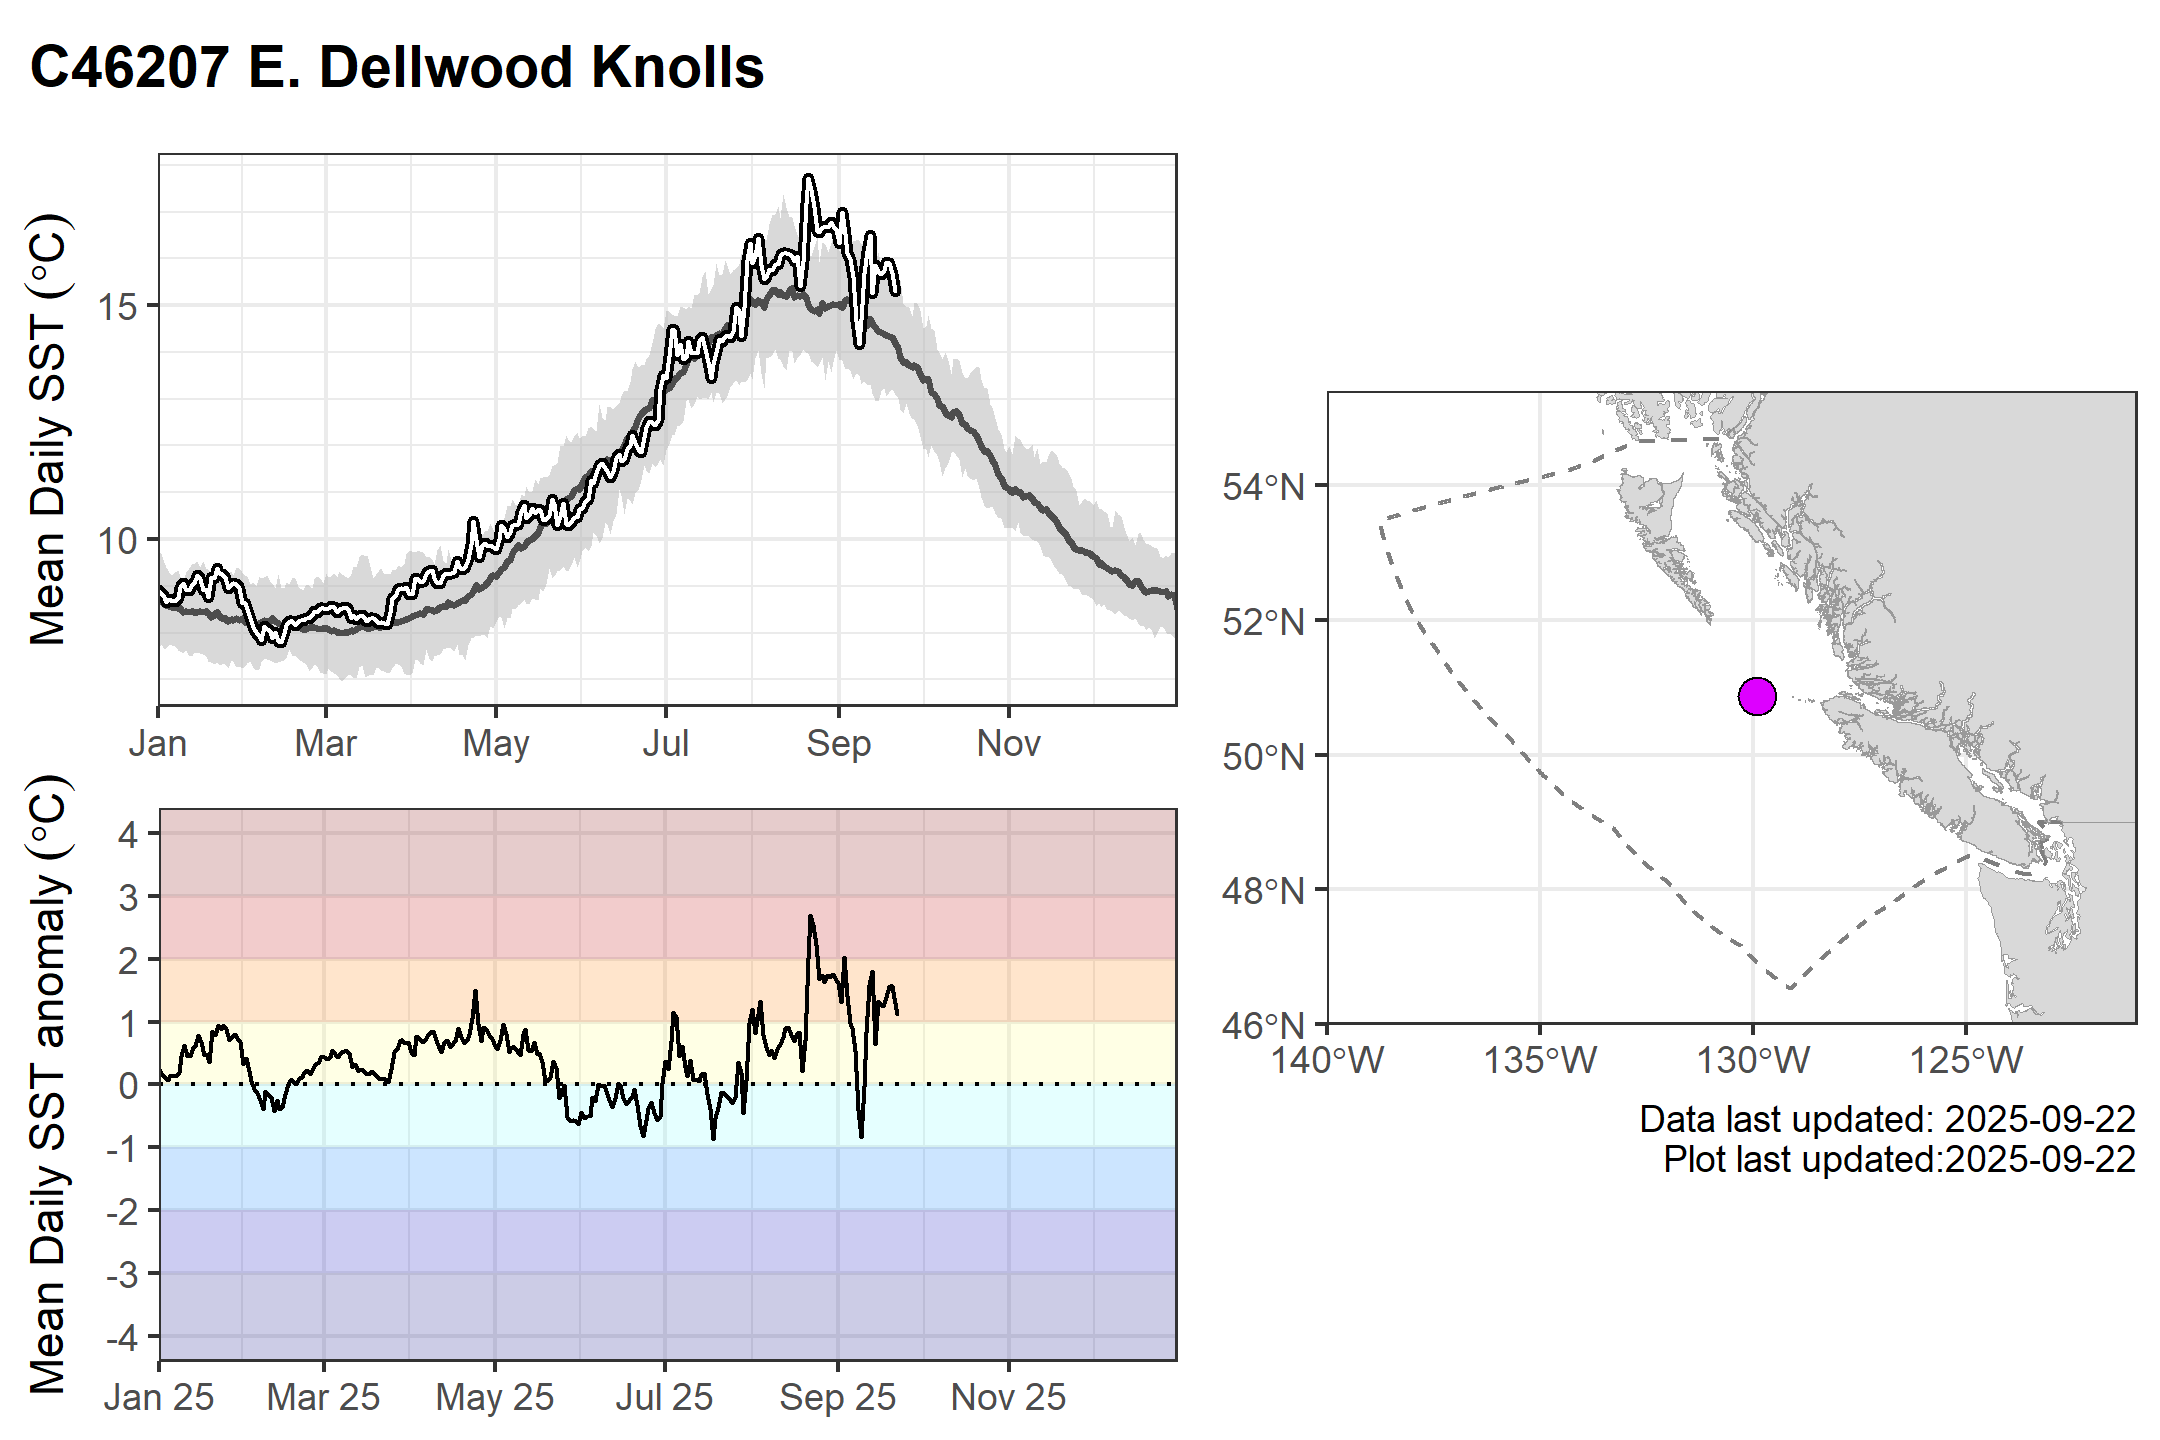 C46207 E. Dellwood Knolls
Mean Daily SST (°C)
15
10
Jan Mar May Jul Sep Nov
Mean Daily SST anomaly (°C)
4
3
2
1
0
-1
-2
-3
-4
Jan 25 Mar 25 May 25 Jul 25 Sep 25 Nov 25
54°N
52°N
50°N
48°N
46°N
140°W 135°W 130°W 125°W
Data last updated: 2025-09-22
Plot last updated:2025-09-22